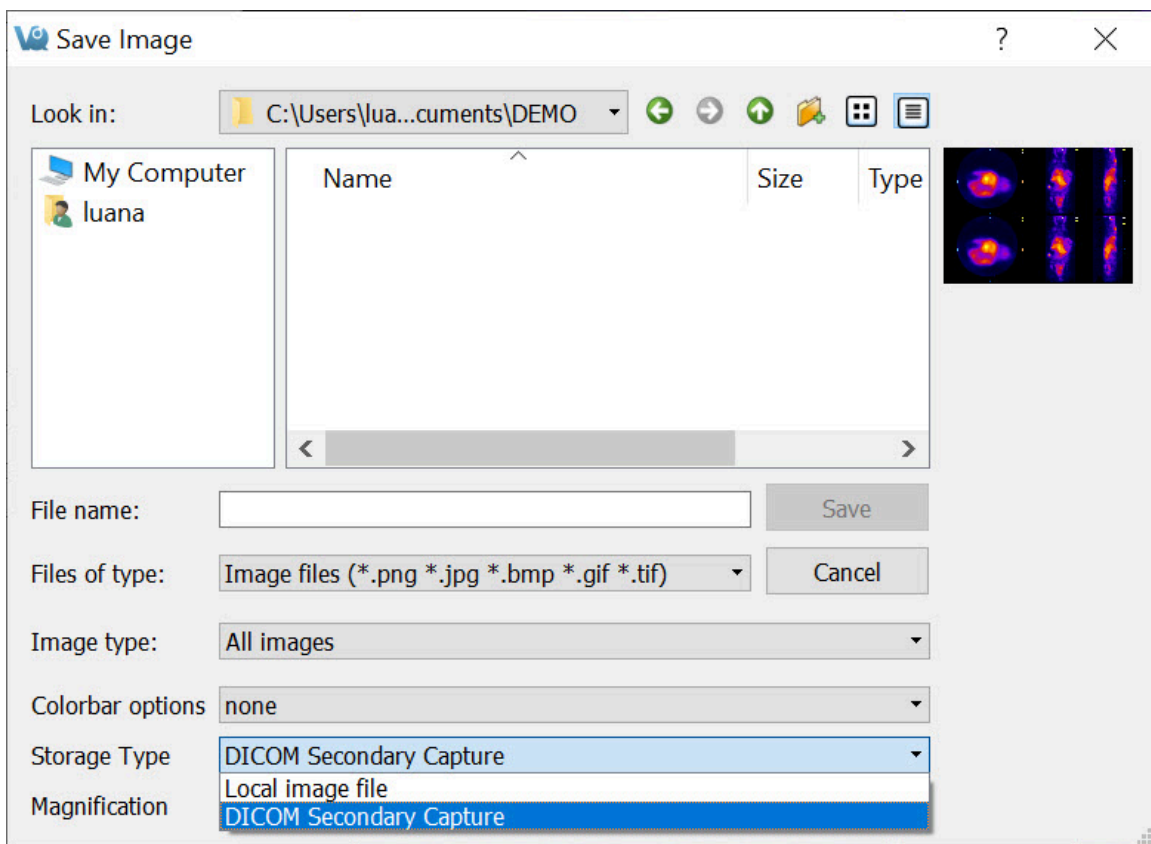 Save Image
Look in: C:\Users\lua...cuments\DEMO
My Computer
luana
Name Size Type
File name: Save
Files of type: Image files (*.png *.jpg *.bmp *.gif *.tif) Cancel
Image type: All images
Colorbar options none
Storage Type DICOM Secondary Capture
Local image file
Magnification DICOM Secondary Capture